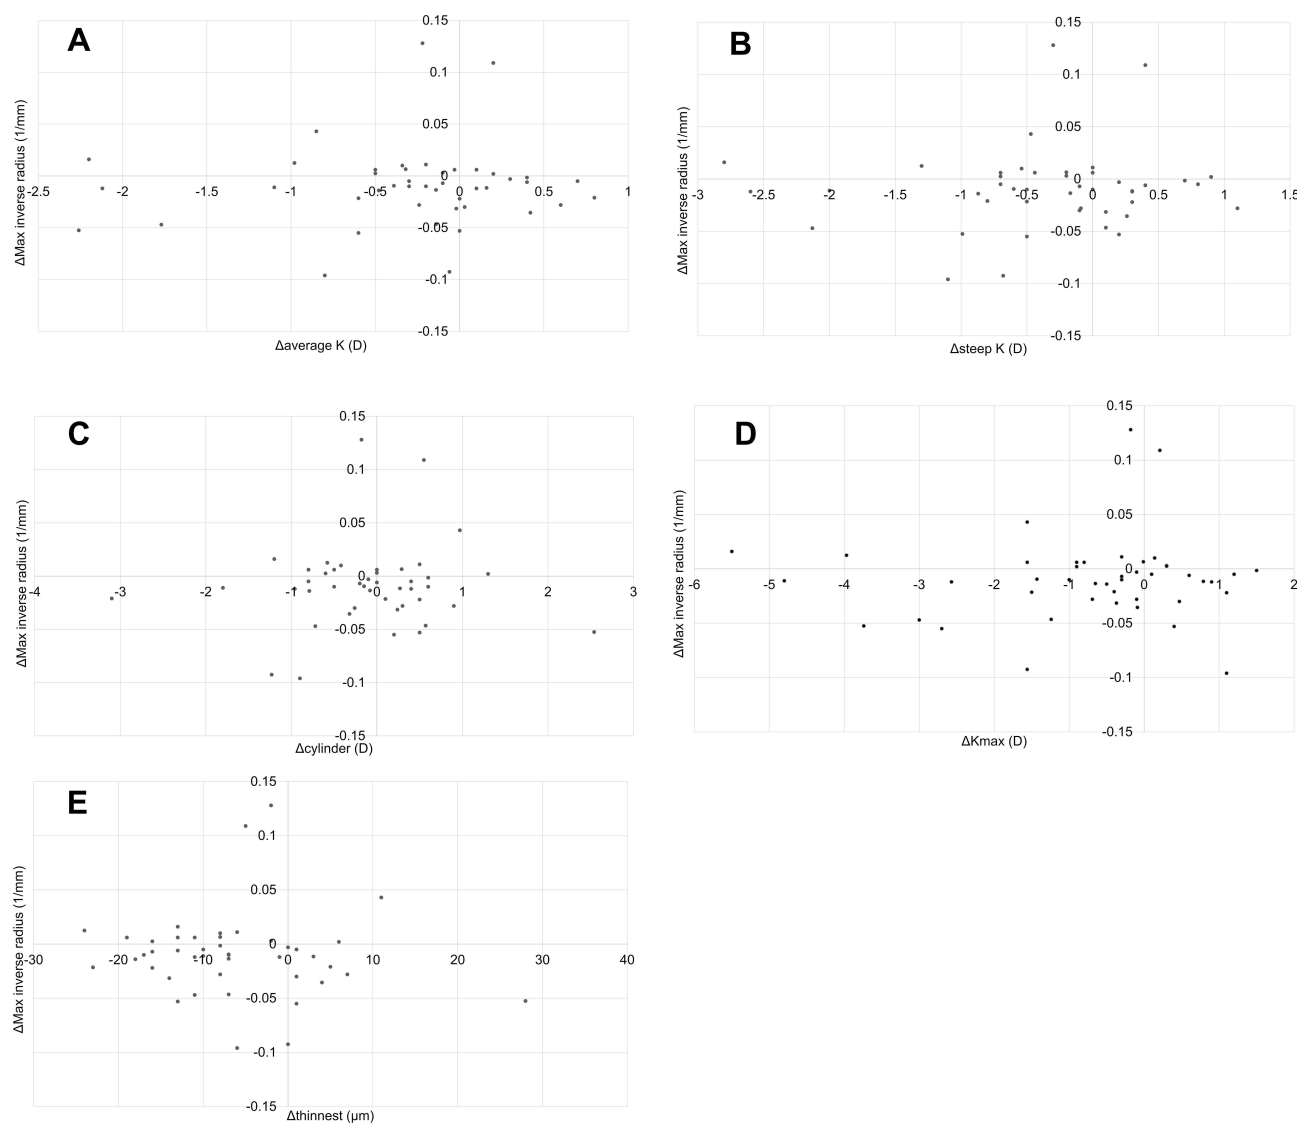 A
0.15
0.1
0.05
0
-0.05
-0.1
-0.15
-2.5 -2 -1.5 -1 -0.5 0 0.5 1
ΔMax inverse radius (1/mm)
Δaverage K (D)
B
0.15
0.1
0.05
0
-0.05
-0.1
-0.15
-3 -2.5 -2 -1.5 -1 -0.5 0 0.5 1 1.5
ΔMax inverse radius (1/mm)
Δsteep K (D)
C
0.15
0.1
0.05
0
-0.05
-0.1
-0.15
-4 -3 -2 -1 0 1 2 3
ΔMax inverse radius (1/mm)
Δcylinder (D)
D
0.15
0.1
0.05
0
-0.05
-0.1
-0.15
-6 -5 -4 -3 -2 -1 0 1 2
ΔMax inverse radius (1/mm)
ΔKmax (D)
E
0.15
0.1
0.05
0
-0.05
-0.1
-0.15
-30 -20 -10 0 10 20 30 40
ΔMax inverse radius (1/mm)
Δthinnest (μm)